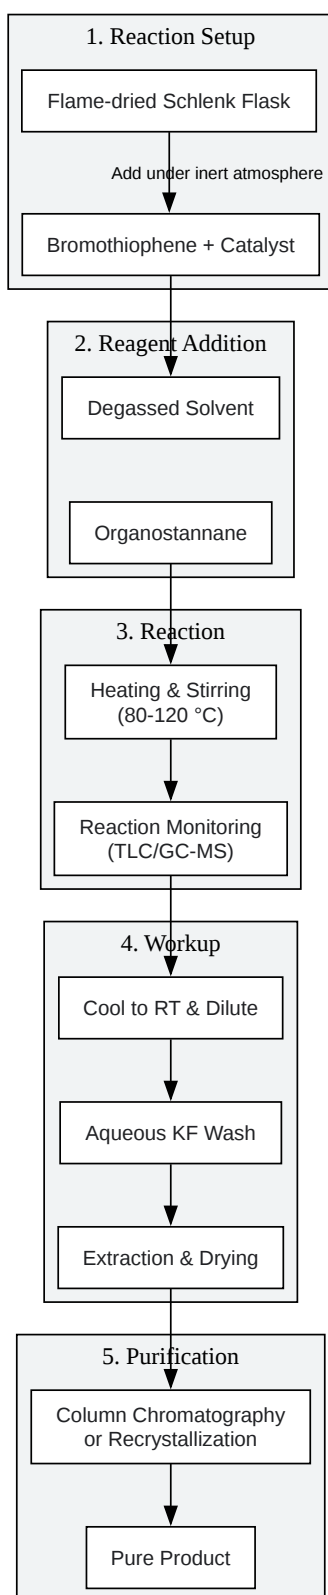 1. Reaction Setup
Flame-dried Schlenk Flask
Add under inert atmosphere
Bromothiophene + Catalyst
2. Reagent Addition
Degassed Solvent
Organostannane
3. Reaction
Heating & Stirring
(80-120 °C)
Reaction Monitoring
(TLC/GC-MS)
4. Workup
Cool to RT & Dilute
Aqueous KF Wash
Extraction & Drying
5. Purification
Column Chromatography
or Recrystallization
Pure Product